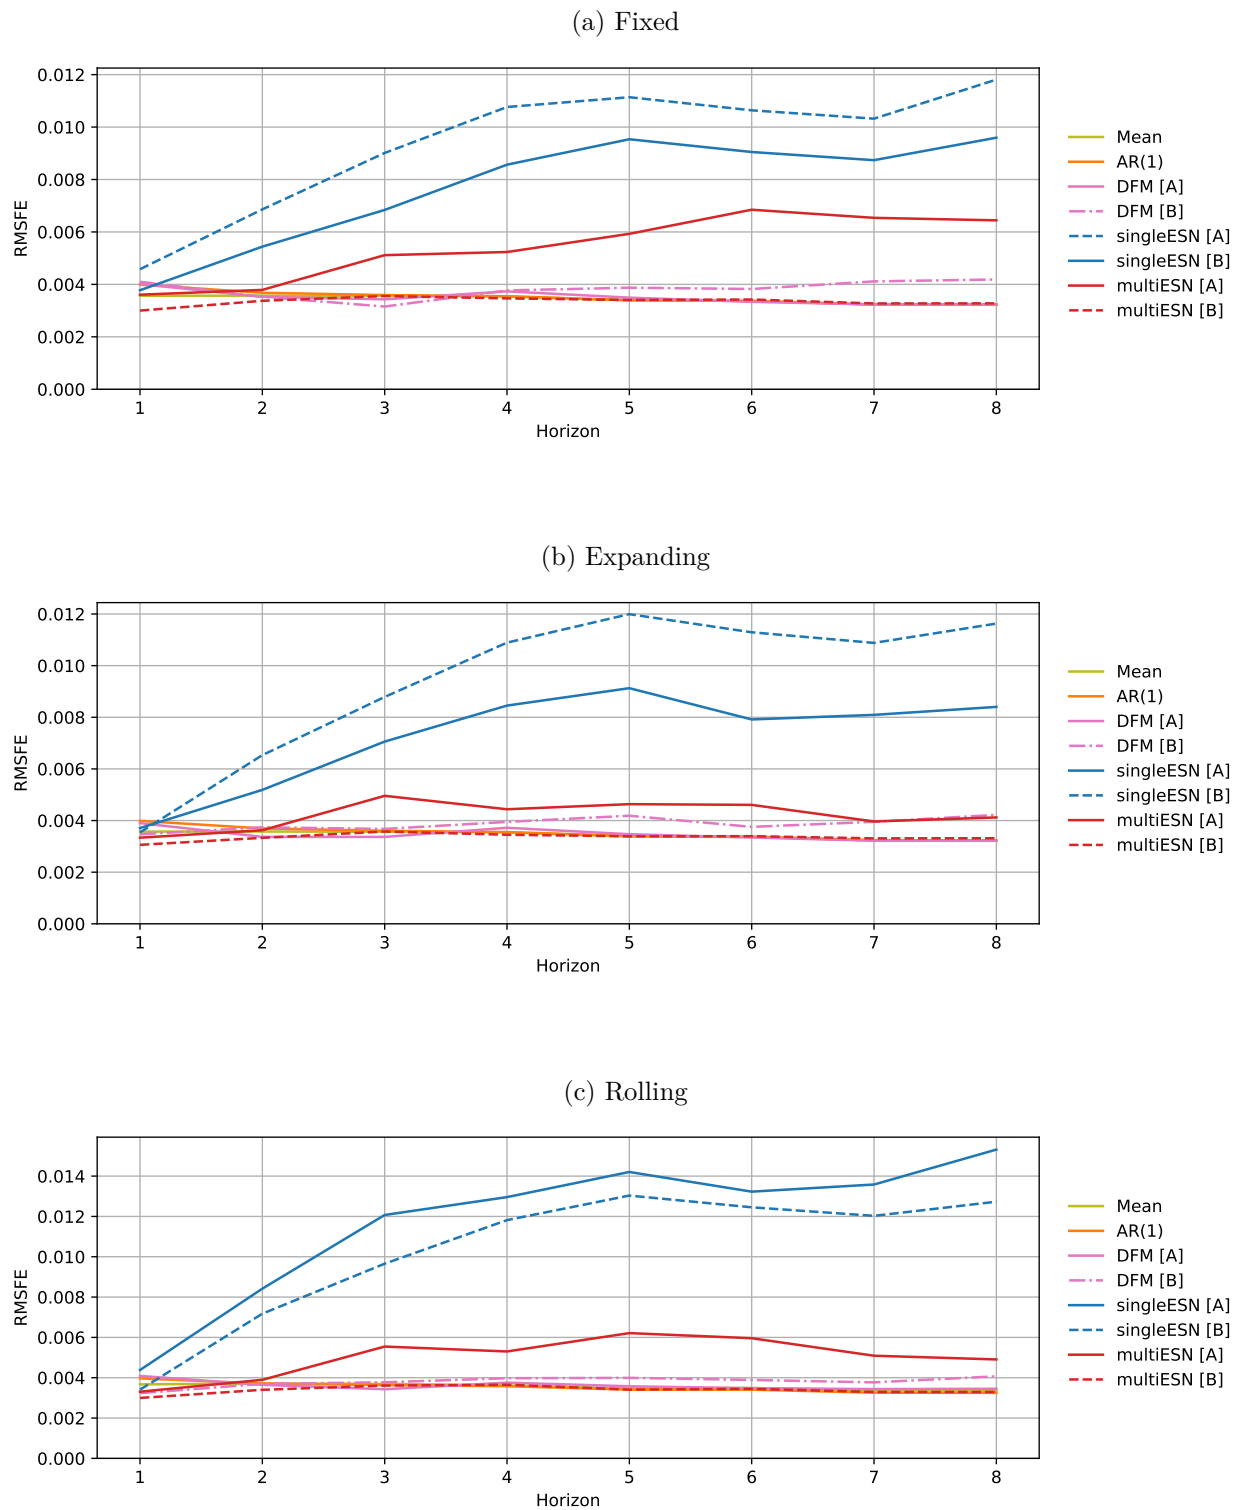 (a) Fixed
0.012
0.010
0.008
0.006
0.004
0.002
0.000
RMSFE
1 2 3 4 5 6 7 8
Horizon
Mean
AR(1)
DFM [A]
DFM [B]
singleESN [A]
singleESN [B]
multiESN [A]
multiESN [B]
(b) Expanding
0.012
0.010
0.008
0.006
0.004
0.002
0.000
RMSFE
1 2 3 4 5 6 7 8
Horizon
Mean
AR(1)
DFM [A]
DFM [B]
singleESN [A]
singleESN [B]
multiESN [A]
multiESN [B]
(c) Rolling
0.014
0.012
0.010
0.008
0.006
0.004
0.002
0.000
RMSFE
1 2 3 4 5 6 7 8
Horizon
Mean
AR(1)
DFM [A]
DFM [B]
singleESN [A]
singleESN [B]
multiESN [A]
multiESN [B]